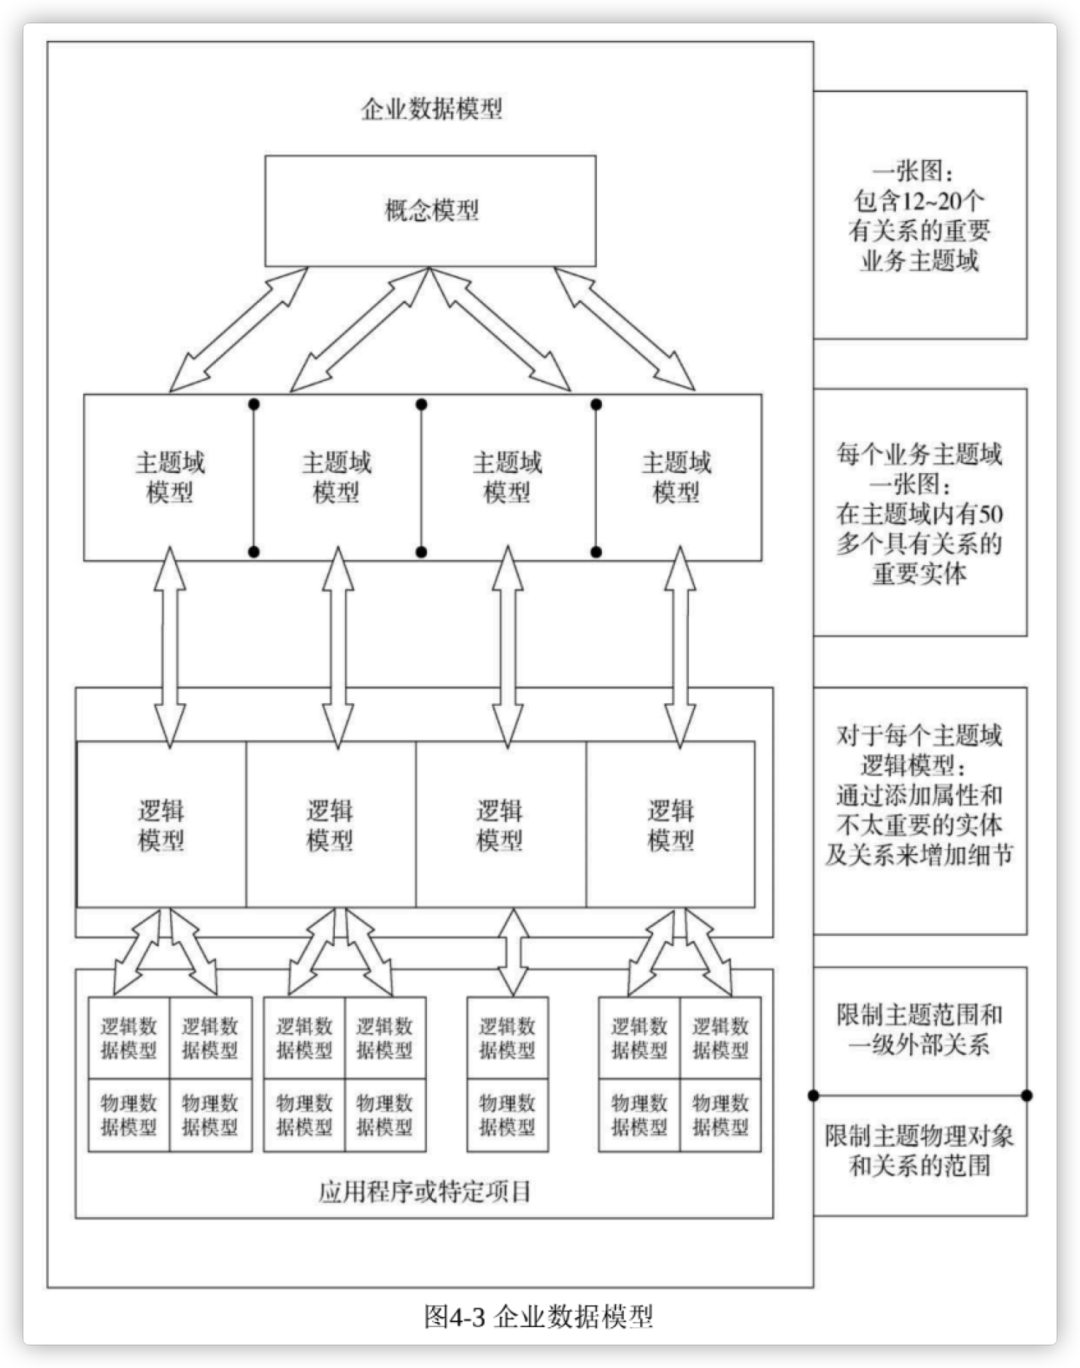 企业数据模型
概念模型
一张图：
包含12~20个
有关系的重要
业务主题域
主题域
模型
主题域
模型
主题域
模型
主题域
模型
每个业务主题域
一张图：
在主题域内有50
多个具有关系的
重要实体
逻辑
模型
逻辑
模型
逻辑
模型
逻辑
模型
对于每个主题域
逻辑模型：
通过添加属性和
不太重要的实体
及关系来增加细节
逻辑数
据模型
逻辑数
据模型
逻辑数
据模型
逻辑数
据模型
逻辑数
据模型
逻辑数
据模型
逻辑数
据模型
物理数
据模型
物理数
据模型
物理数
据模型
物理数
据模型
物理数
据模型
物理数
据模型
物理数
据模型
应用程序或特定项目
限制主题范围和
一级外部关系
限制主题物理对象
和关系的范围
图4-3 企业数据模型